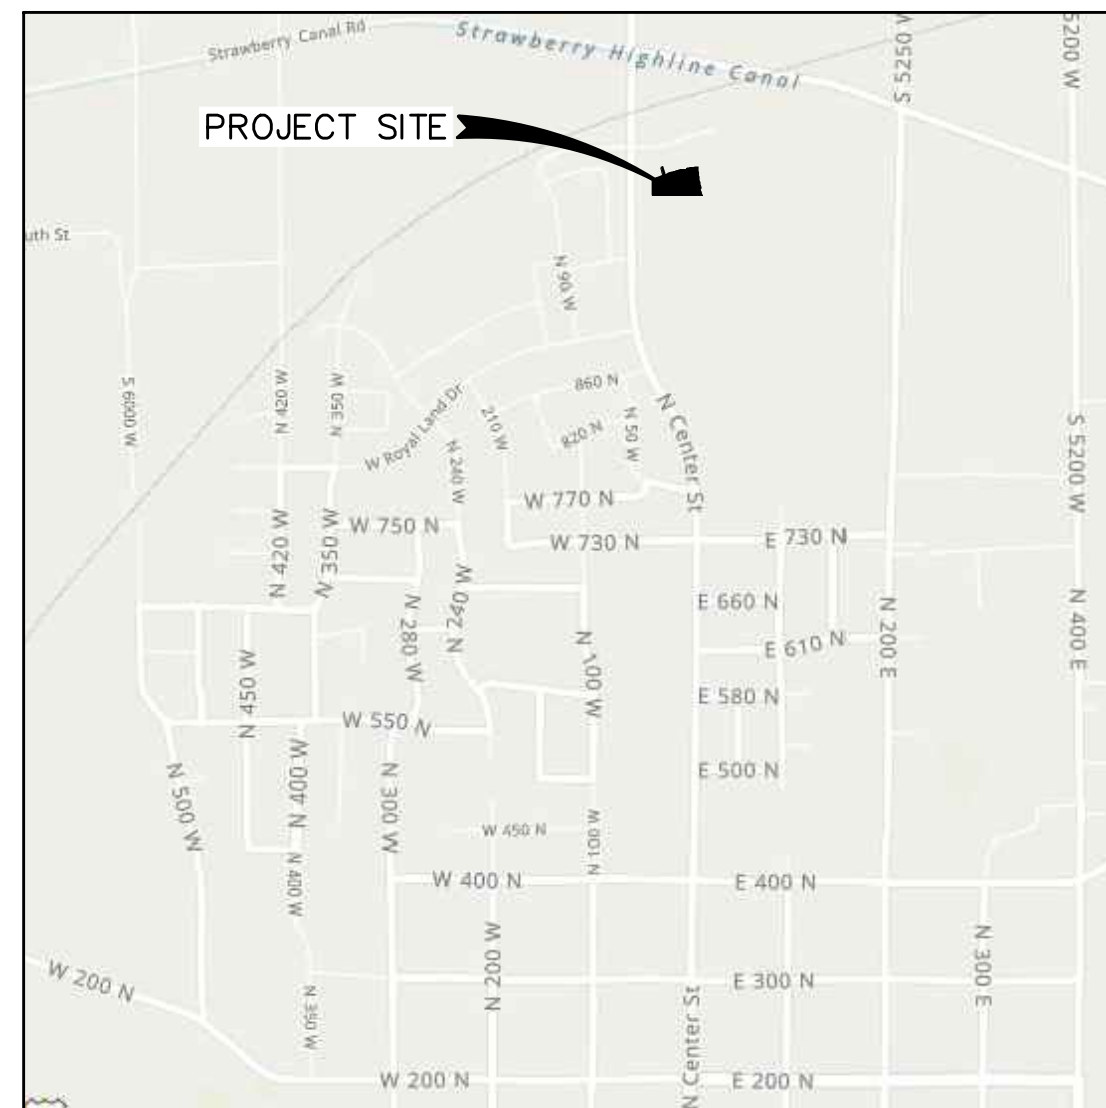 Strawberry Canal Rd
Strawberry Highline Canal
S 5250 W
5200 W
PROJECT SITE
uth St
N 90 W
S 6000 W
N 420 W
N 350 W
W Royal Land Dr
210 W
860 N
820 N
N 50 W
N Center St
S 5200 W
N 240 W
W 770 N
W 750 N
W 730 N
E 730 N
N 420 W
N 350 W
N 280 W
N 240 W
E 660 N
N 200 E
N 400 E
E 610 N
N 100 W
N 450 W
E 580 N
W 550 N
E 500 N
N 500 W
N 400 W
N 300 W
W 450 N
N 100 W
N 400 W
W 400 N
E 400 N
N 200 W
N 300 E
W 200 N
E 300 N
N 350 W
N Center St
W 200 N
E 200 N